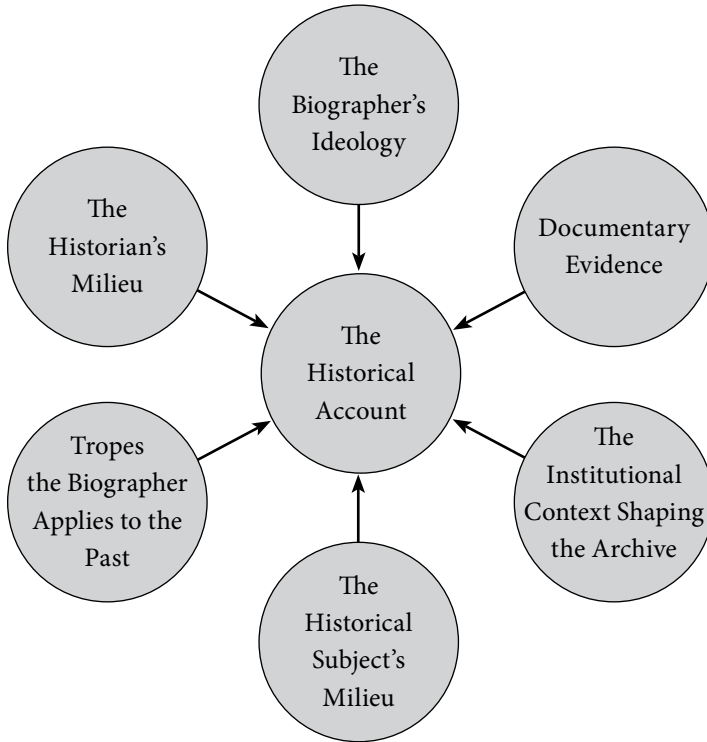 The
Biographer’s
Ideology
The
Historian’s
Milieu
Documentary
Evidence
The
Historical
Account
Tropes
the Biographer
Applies to the
Past
The
Institutional
Context Shaping
the Archive
The
Historical
Subject’s
Milieu